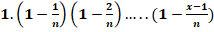 1. (1 − 1/n) (1 − 2/n) ..... (1 − x−1/n)